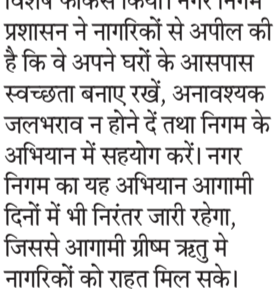 विशेष फोकस किया। नगर निगम
प्रशासन ने नागरिकों से अपील की
है कि वे अपने घरों के आसपास
स्वच्छता बनाए रखें, अनावश्यक
जलभराव न होने दें तथा निगम के
अभियान में सहयोग करें। नगर
निगम का यह अभियान आगामी
दिनों में भी निरंतर जारी रहेगा,
जिससे आगामी ग्रीष्म ऋतु मे
नागरिकों को राहत मिल सके।